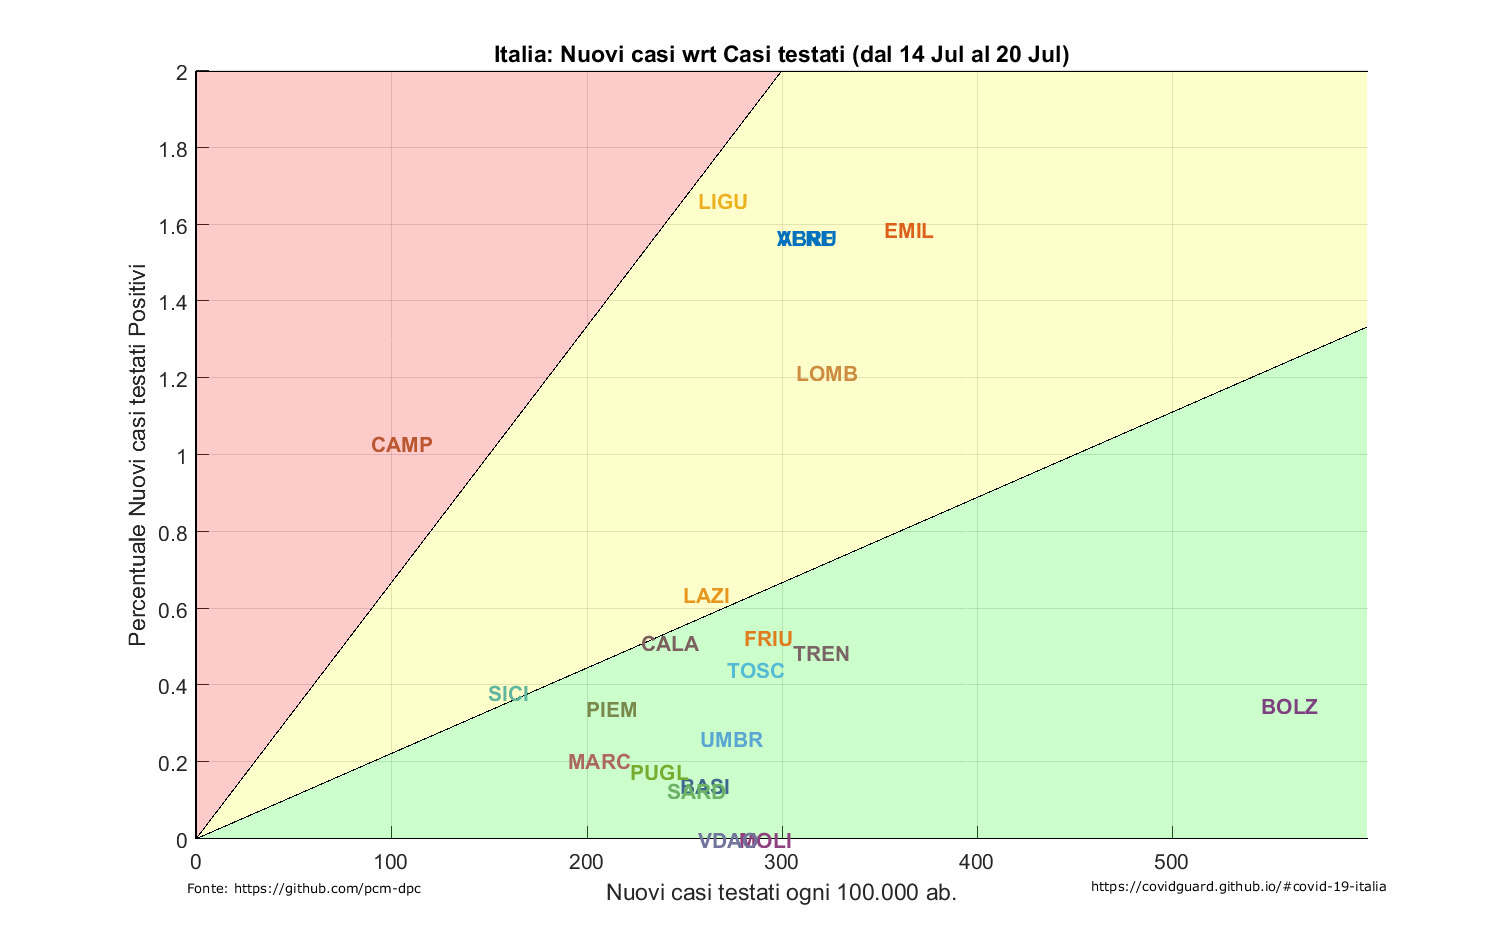 Italia: Nuovi casi wrt Casi testati (dal 14 Jul al 20 Jul)
Percentuale Nuovi casi testati Positivi
2
1.8
1.6
1.4
1.2
1
0.8
0.6
0.4
0.2
0
LIGU
EMIL
ABRU
LOMB
CAMP
LAZI
CALA
FRIU
TREN
TOSC
SICI
PIEM
BOLZ
UMBR
MARC
PUGL
BASI
SARD
VDAO
MOLI
0 100 200 300 400 500
Nuovi casi testati ogni 100.000 ab.
Fonte: https://github.com/pcm-dpc
https://covidguard.github.io/#covid-19-italia